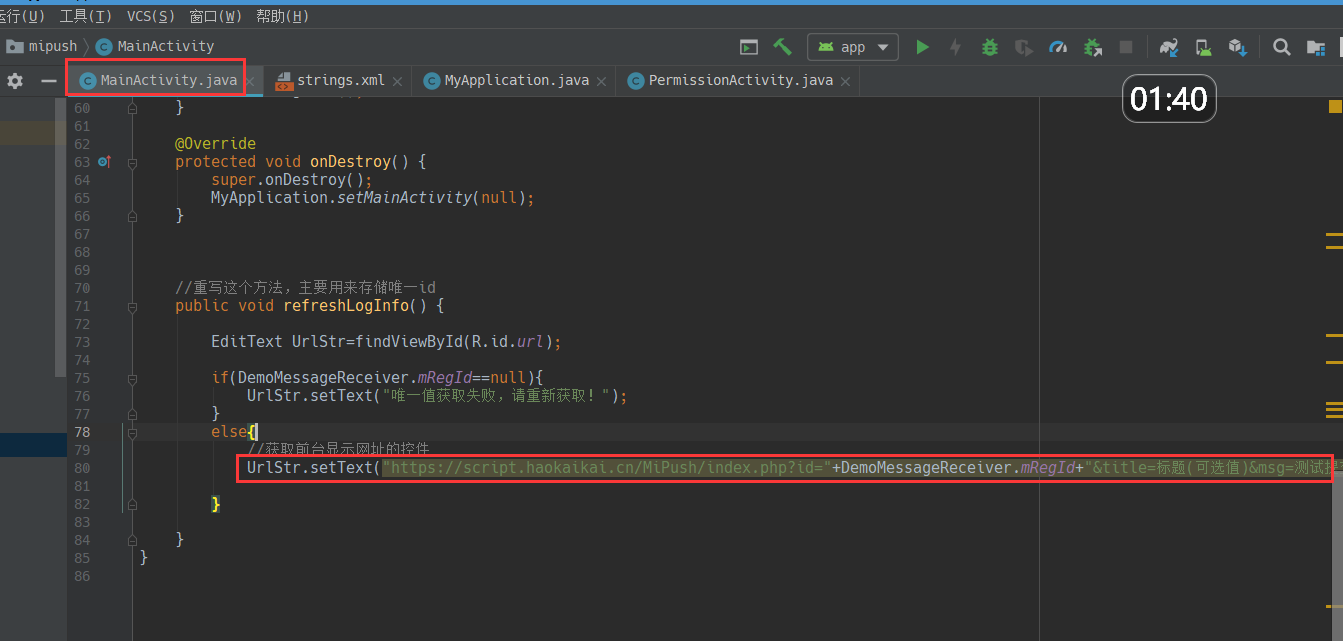 运行(U) 工具(T) VCS(S) 窗口(W) 帮助(H)
mipush MainActivity app
MainActivity.java strings.xml MyApplication.java PermissionActivity.java
01:40
60 }
61
62 @Override
63 protected void onDestroy() {
64 super.onDestroy();
65 MyApplication.setMainActivity(null);
66 }
67
68
69
70 //重写这个方法，主要用来存储唯一id
71 public void refreshLogInfo() {
72
73 EditText UrlStr=findViewById(R.id.url);
74
75 if(DemoMessageReceiver.mRegId==null){
76 UrlStr.setText("唯一值获取失败，请重新获取！");
77 }
78 else{
79 //获取前台显示网址的控件
80 UrlStr.setText("https://script.haokaikai.cn/MiPush/index.php?id="+DemoMessageReceiver.mRegId+"&title=标题(可选值)&msg=测试
81
82 }
83
84 }
85 }
86